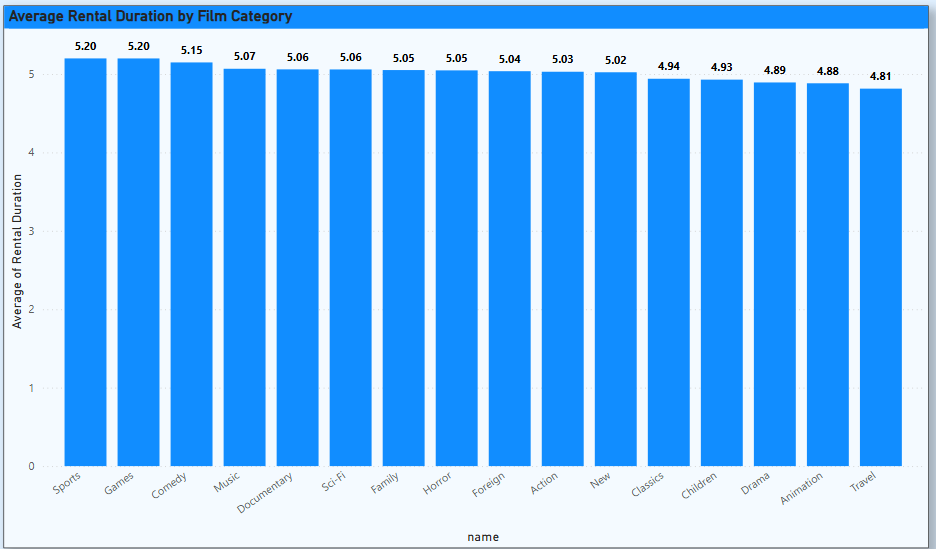 Average Rental Duration by Film Category
5.20 5.20 5.15 5.07 5.06 5.06 5.05 5.05 5.04 5.03 5.02 4.94 4.93 4.89 4.88 4.81
5
4
3
2
1
0
Average of Rental Duration
Sports Games Comedy Music Documentary Sci-Fi Family Horror Foreign Action New Classics Children Drama Animation Travel
name